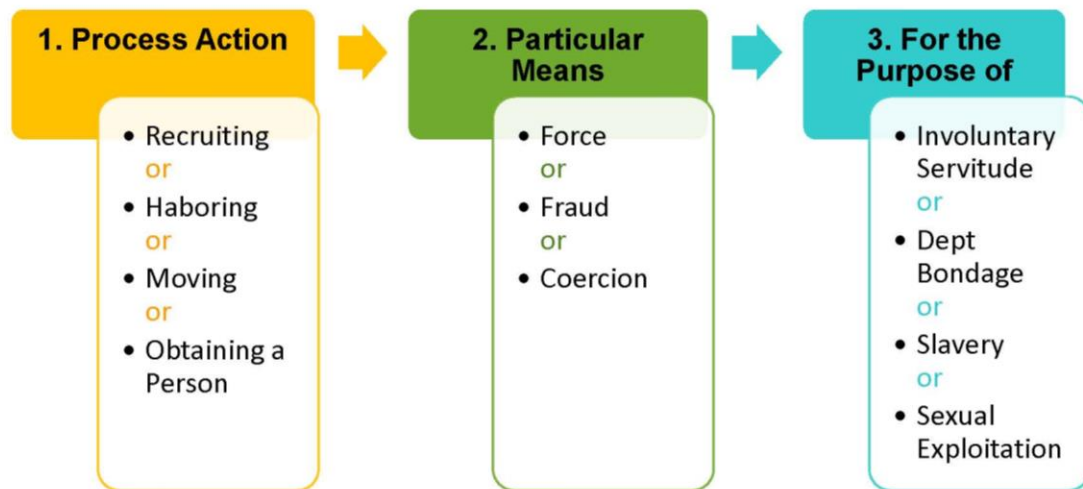 1. Process Action
• Recruiting
or
• Haboring
or
• Moving
or
• Obtaining a
Person
2. Particular
Means
• Force
or
• Fraud
or
• Coercion
3. For the
Purpose of
• Involuntary
Servitude
or
• Dept
Bondage
or
• Slavery
or
• Sexual
Exploitation